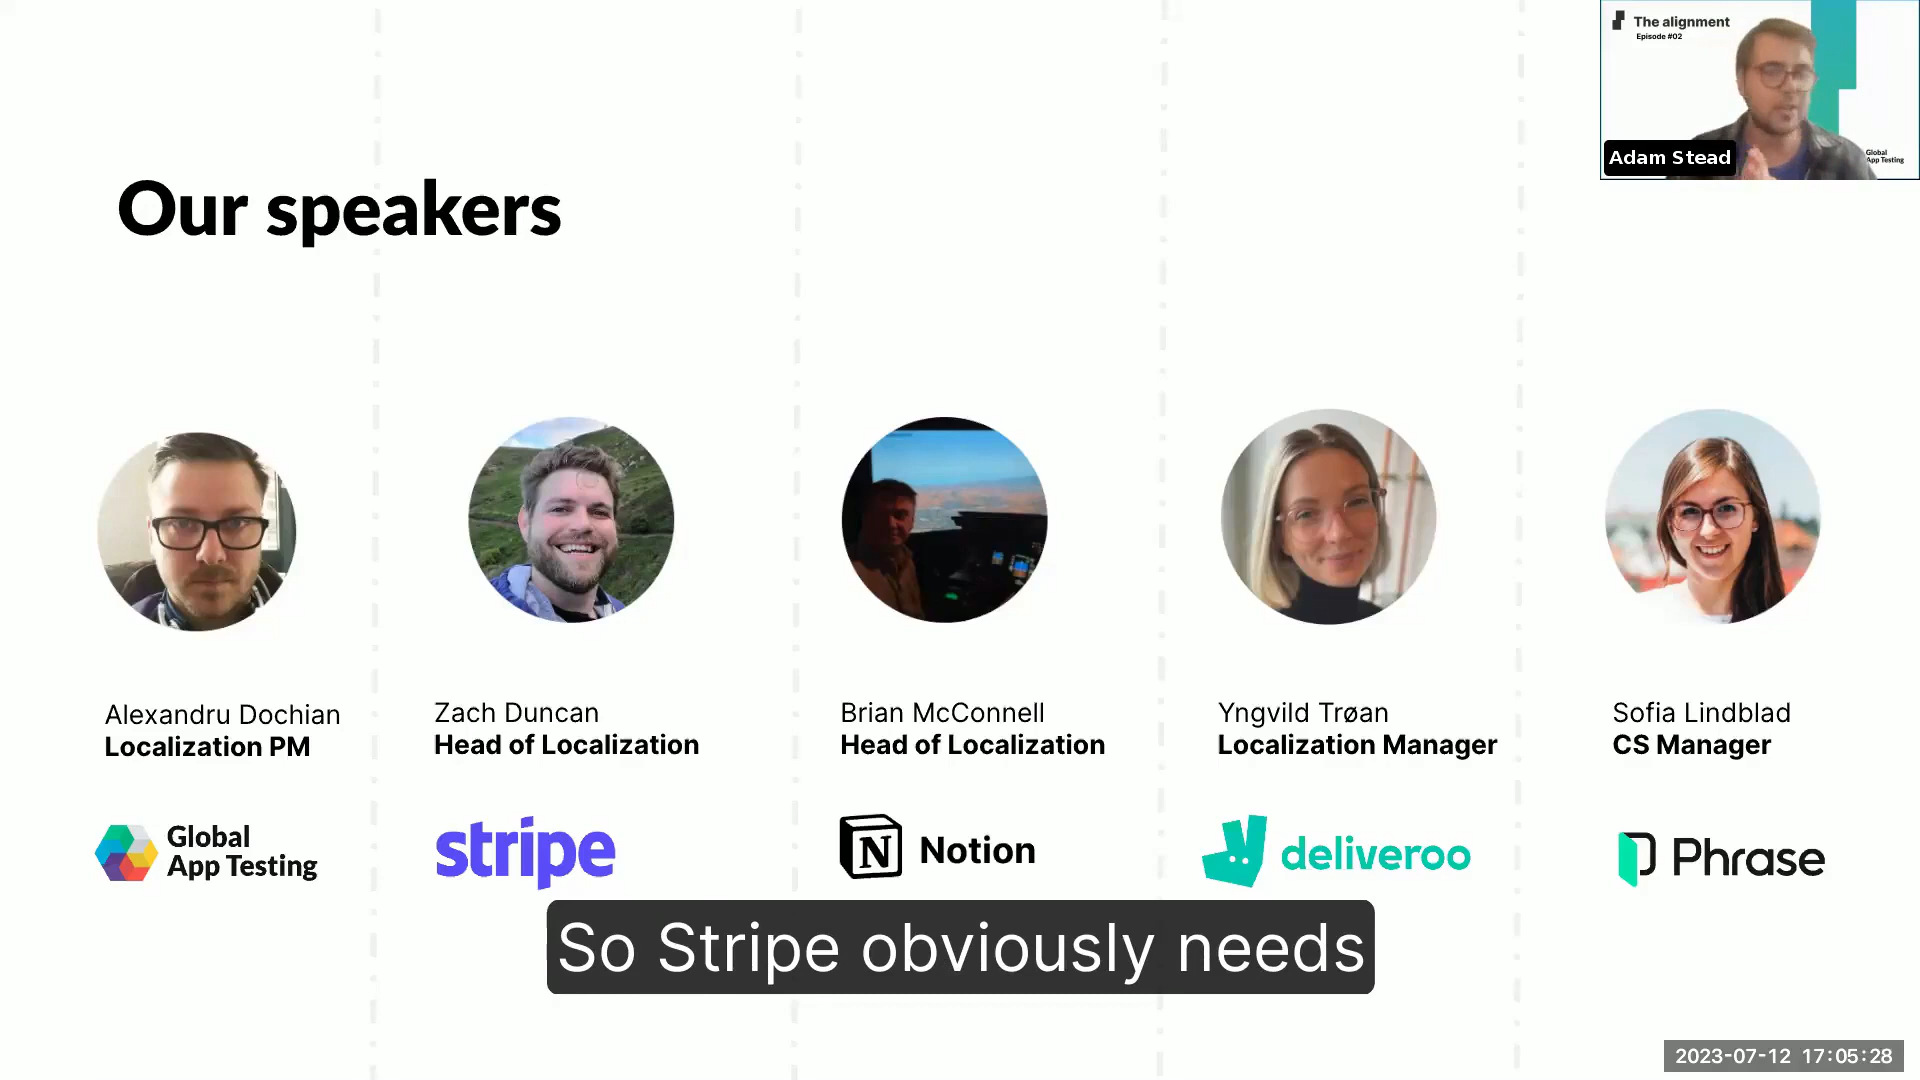 The alignment
Episode #02
Adam Stead
Global
App Testing
Our speakers
Alexandru Dochian
Localization PM
Global
App Testing
Zach Duncan
Head of Localization
stripe
Brian McConnell
Head of Localization
N Notion
Yngvild Trøan
Localization Manager
deliveroo
Sofia Lindblad
CS Manager
Phrase
So Stripe obviously needs
2023-07-12 17:05:28